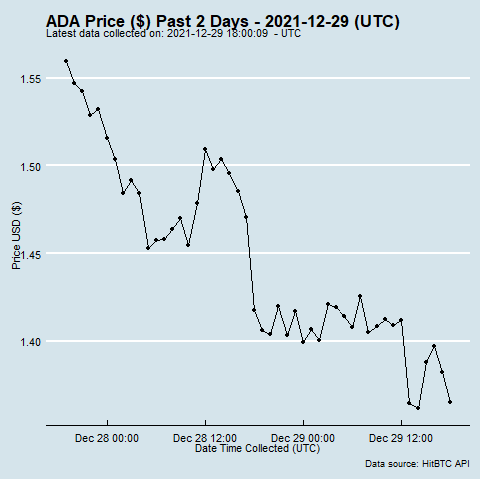 ADA Price ($) Past 2 Days - 2021-12-29 (UTC)
Latest data collected on: 2021-12-29 18:00:09  - UTC
1.55
1.50
1.45
1.40
Price USD ($)
Dec 28 00:00 Dec 28 12:00 Dec 29 00:00 Dec 29 12:00
Date Time Collected (UTC)
Data source: HitBTC API